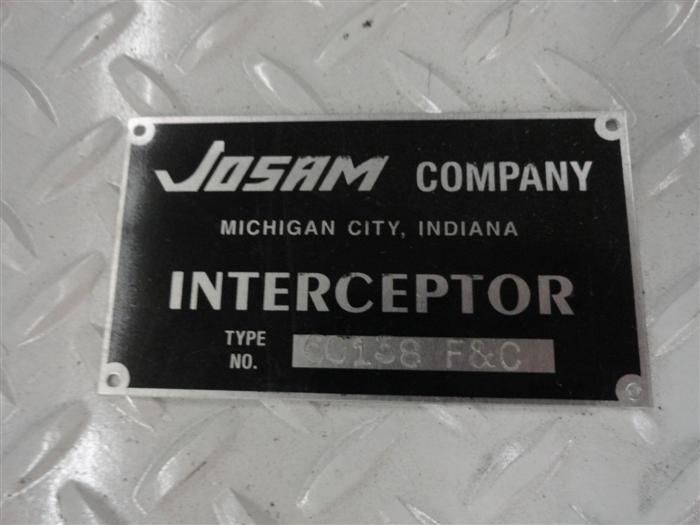 JOSAM COMPANY
MICHIGAN CITY, INDIANA
INTERCEPTOR
TYPE
NO. 60138 F&C